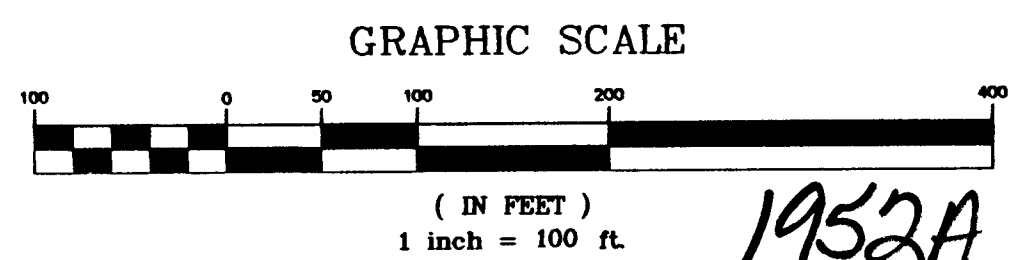 GRAPHIC SCALE
100 0 50 100 200 400
( IN FEET )
1 inch = 100 ft.
1952A